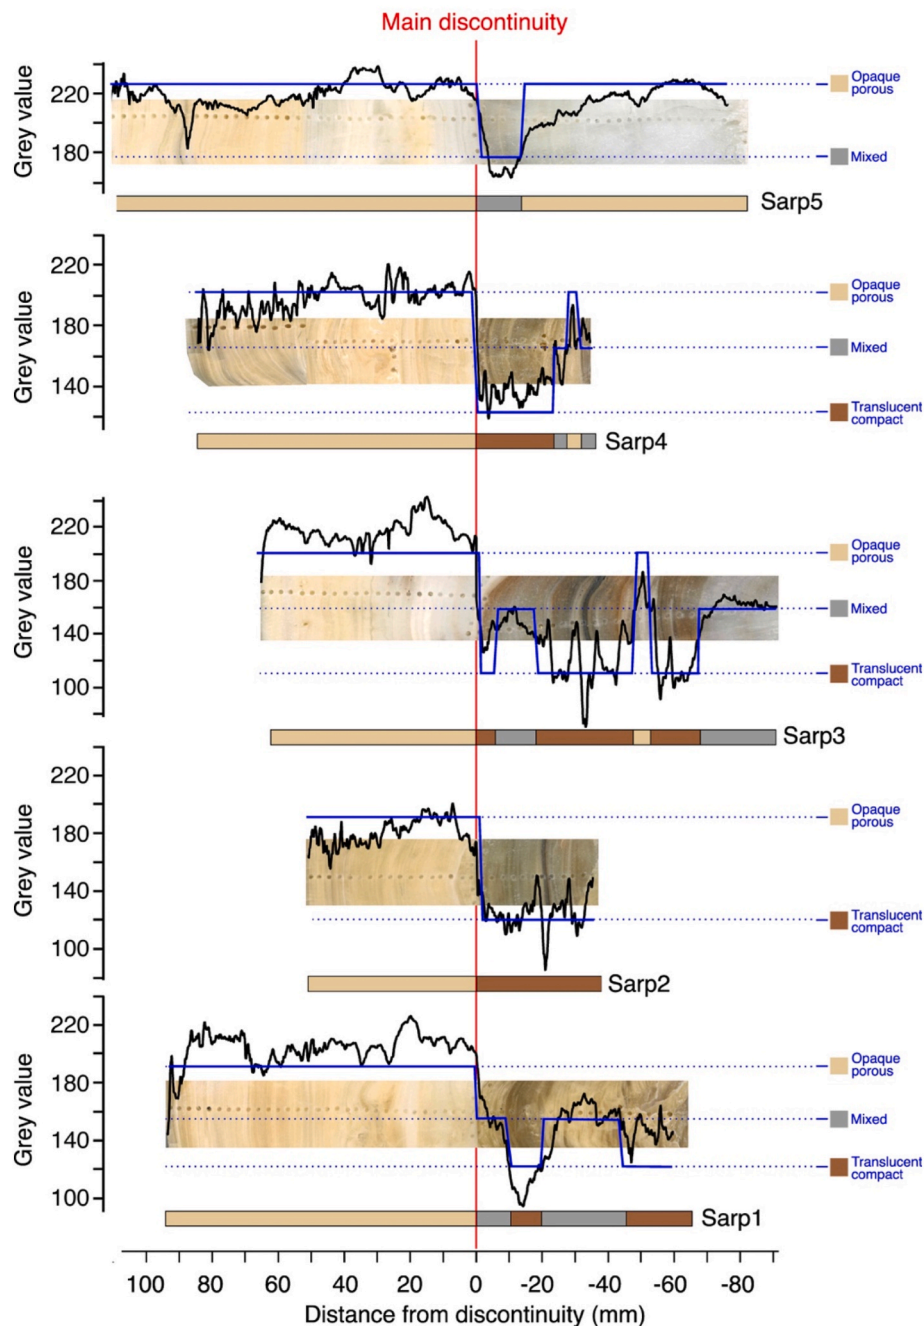 Main discontinuity
Grey value
220
180
Opaque
porous
Mixed
Sarp5
Grey value
220
180
140
Opaque
porous
Mixed
Translucent
compact
Sarp4
Grey value
220
180
140
100
Opaque
porous
Mixed
Translucent
compact
Sarp3
Grey value
220
180
140
100
Opaque
porous
Translucent
compact
Sarp2
Grey value
220
180
140
100
Opaque
porous
Mixed
Translucent
compact
Sarp1
100 80 60 40 20 0 -20 -40 -60 -80
Distance from discontinuity (mm)